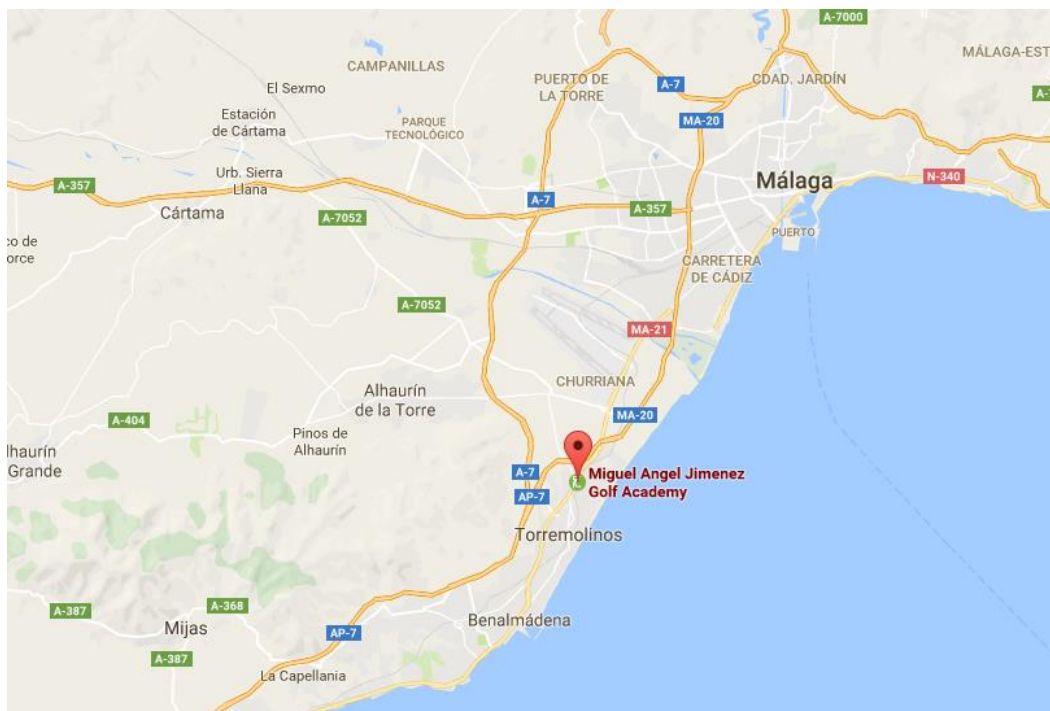 A-7000
MÁLAGA-EST
CAMPANILLAS
PUERTO DE
LA TORRE
A-7
CDAD. JARDÍN
El Sexmo
A-
Estación
de Cártama
PARQUE
TECNOLÓGICO
MA-20
Urb. Sierra
Llana
A-357
A-7
A-357
Málaga
N-340
Cártama
A-7052
PUERTO
co de
orce
CARRETERA
DE CÁDIZ
A-7052
MA-21
CHURRIANA
Alhaurín
de la Torre
MA-20
A-404
Pinos de
Alhaurín
lhaurín
Grande
A-7
Miguel Angel Jimenez
Golf Academy
AP-7
Torremolinos
A-387
A-368
Mijas
AP-7
Benalmádena
A-387
La Capellania